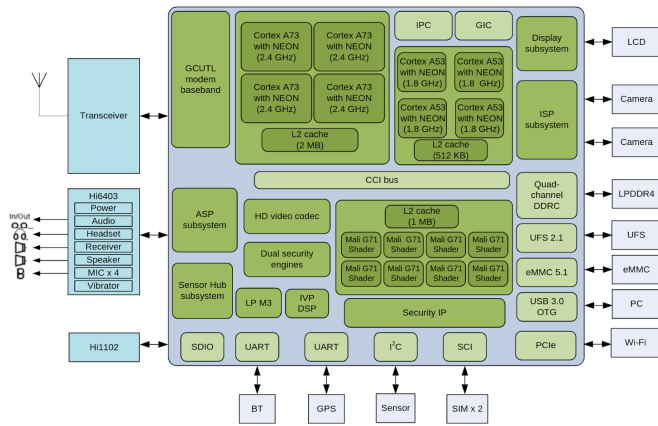 GCUTL
modem
baseband
Cortex A73
with NEON
(2.4 GHz)
Cortex A73
with NEON
(2.4 GHz)
Cortex A73
with NEON
(2.4 GHz)
Cortex A73
with NEON
(2.4 GHz)
L2 cache
(2 MB)
IPC
GIC
Cortex A53
with NEON
(1.8 GHz)
Cortex A53
with NEON
(1.8 GHz)
Cortex A53
with NEON
(1.8 GHz)
Cortex A53
with NEON
(1.8 GHz)
L2 cache
(512 KB)
Display
subsystem
LCD
ISP
subsystem
Camera
Camera
Transceiver
CCI bus
Quad-
channel
DDRC
LPDDR4
Hi6403
Power
Audio
Headset
Receiver
Speaker
MIC x 4
Vibrator
In/Out
ASP
subsystem
HD video codec
L2 cache
(1 MB)
Mali G71
Shader
Mali G71
Shader
Mali G71
Shader
Mali G71
Shader
Mali G71
Shader
Mali G71
Shader
Mali G71
Shader
Mali G71
Shader
UFS 2.1
UFS
Dual security
engines
eMMC 5.1
eMMC
Sensor Hub
subsystem
LP M3
IVP
DSP
Security IP
USB 3.0
OTG
PC
Hi1102
SDIO
UART
UART
I²C
SCI
PCIe
Wi-Fi
BT
GPS
Sensor
SIM x 2